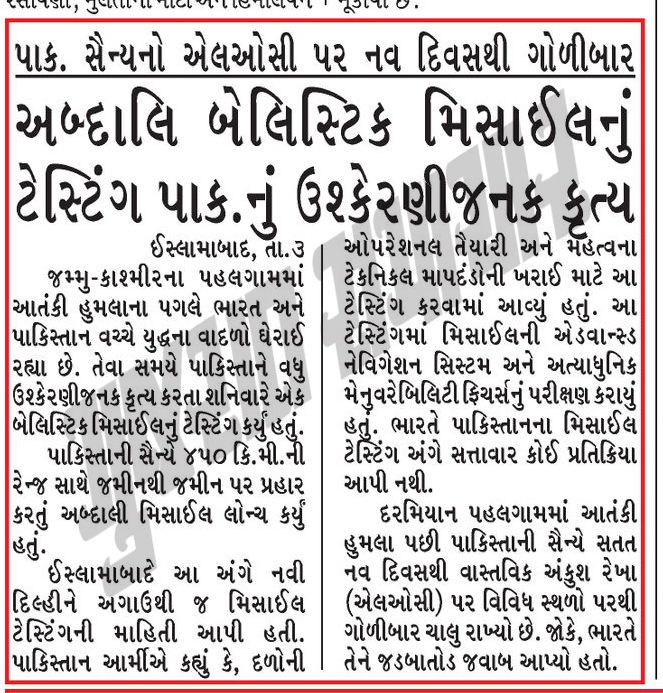 પાક. સૈન્યનો એલઓસી પર નવ દિવસથી ગોળીબાર
અબ્દાલિ બેલિસ્ટિક મિસાઈલનું
ટેસ્ટિંગ પાક.નું ઉશ્કેરણીજનક કૃત્ય
ઈસ્લામાબાદ, તા.૩
જમ્મુ-કાશ્મીરના પહલગામમાં
આતંકી હુમલાના પગલે ભારત અને
પાકિસ્તાન વચ્ચે યુદ્ધના વાદળો ઘેરાઈ
રહ્યા છે. તેવા સમયે પાકિસ્તાને વધુ
ઉશ્કેરણીજનક કૃત્ય કરતા શનિવારે એક
બેલિસ્ટિક મિસાઈલનું ટેસ્ટિંગ કર્યું હતું.
પાકિસ્તાની સૈન્યે ૪૫૦ કિ.મી.ની
રેન્જ સાથે જમીનથી જમીન પર પ્રહાર
કરતું અબ્દાલી મિસાઈલ લોન્ચ કર્યું
હતું.
ઈસ્લામાબાદે આ અંગે નવી
દિલ્હીને અગાઉથી જ મિસાઈલ
ટેસ્ટિંગની માહિતી આપી હતી.
પાકિસ્તાન આર્મીએ કહ્યું કે, દળોની
ઓપરેશનલ તૈયારી અને મહત્વના
ટેકનિકલ માપદંડોની ખરાઈ માટે આ
ટેસ્ટિંગ કરવામાં આવ્યું હતું. આ
ટેસ્ટિંગમાં મિસાઈલની એડવાન્સ્ડ
નેવિગેશન સિસ્ટમ અને અત્યાધુનિક
મેનુવરેબિલિટી ફિચર્સનું પરીક્ષણ કરાયું
હતું. ભારતે પાકિસ્તાનના મિસાઈલ
ટેસ્ટિંગ અંગે સત્તાવાર કોઈ પ્રતિક્રિયા
આપી નથી.
દરમિયાન પહલગામમાં આતંકી
હુમલા પછી પાકિસ્તાની સૈન્યે સતત
નવ દિવસથી વાસ્તવિક અંકુશ રેખા
(એલઓસી) પર વિવિધ સ્થળો પરથી
ગોળીબાર ચાલુ રાખ્યો છે. જોકે, ભારતે
તેને જડબાતોડ જવાબ આપ્યો હતો.